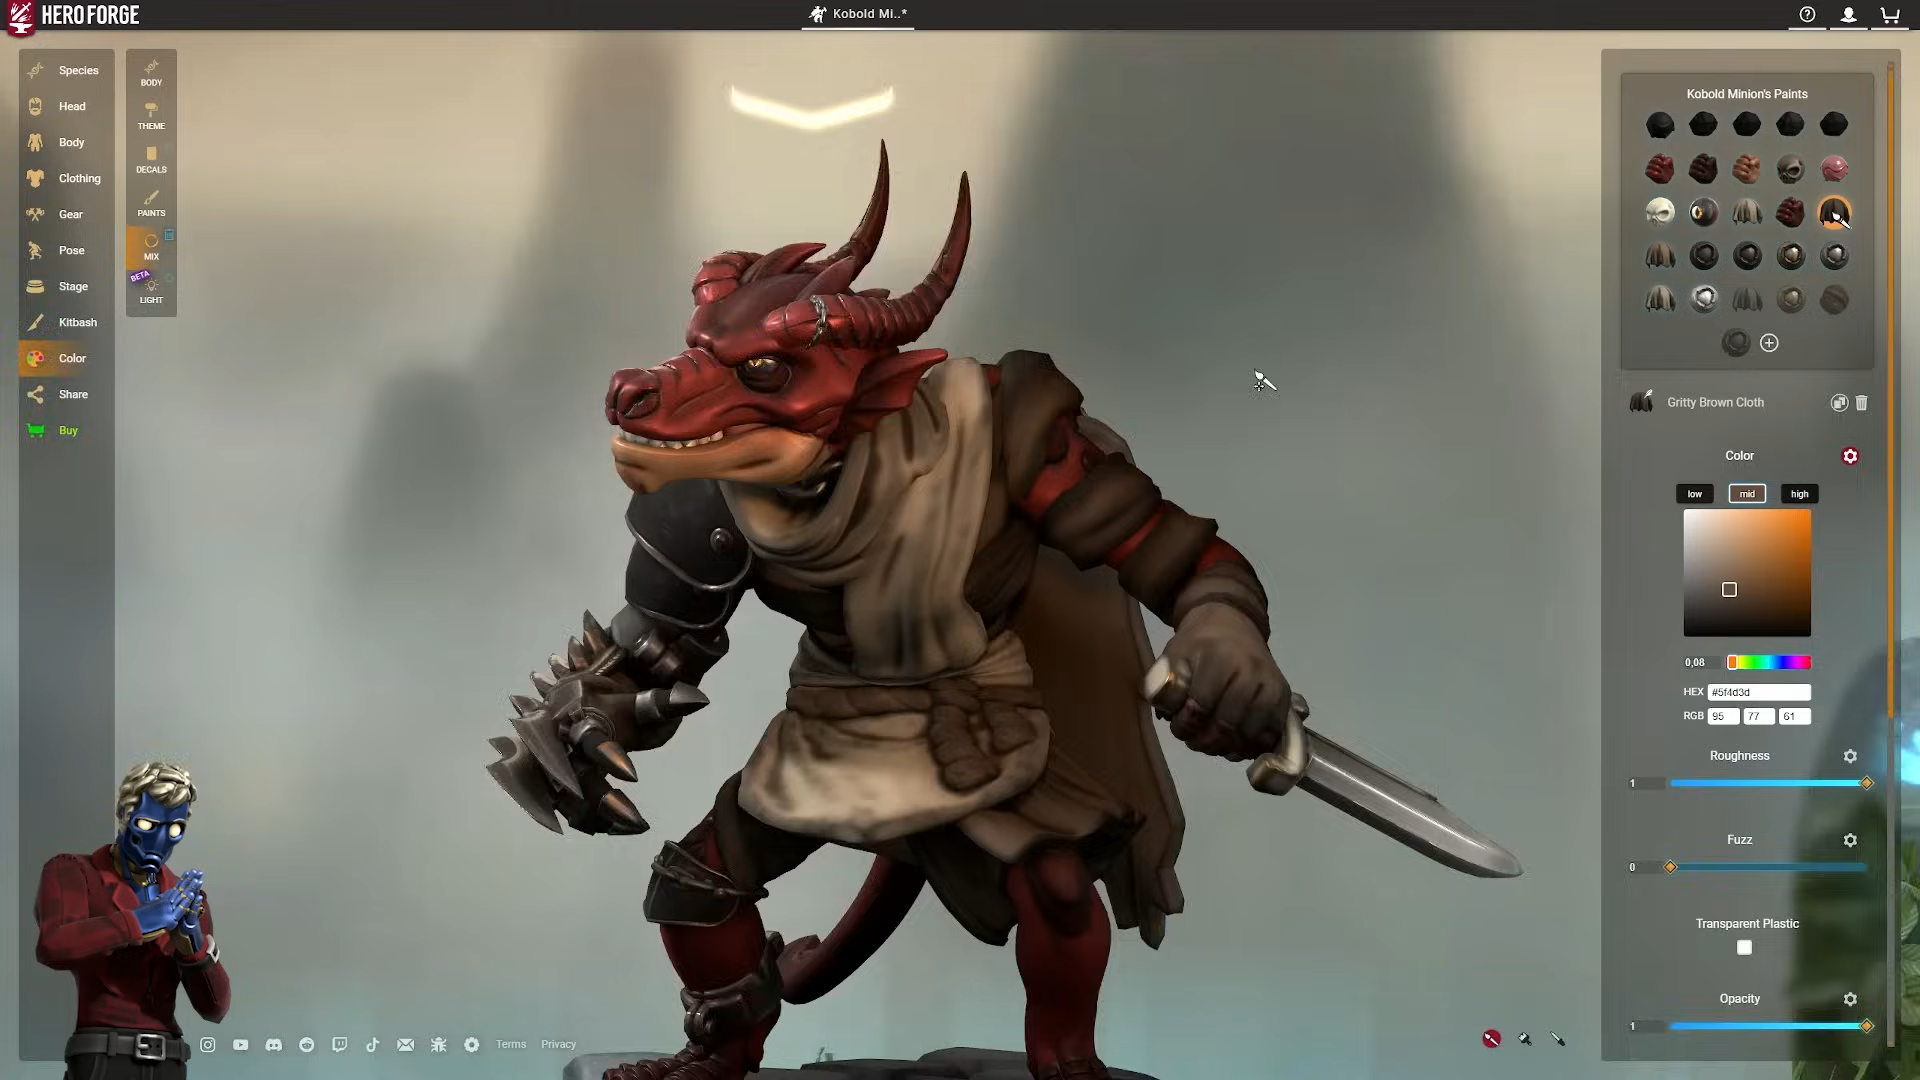 HERO FORGE
Kobold Mi..*
Species
Head
Body
Clothing
Gear
Pose
Stage
Kitbash
Color
Share
Buy
BODY
THEME
DECALS
PAINTS
MIX
BETA
LIGHT
Kobold Minion's Paints
Gritty Brown Cloth
Color
low mid high
0,08
HEX #5f4d3d
RGB 95 77 61
Roughness
1
Fuzz
0
Transparent Plastic
Opacity
1
Terms Privacy